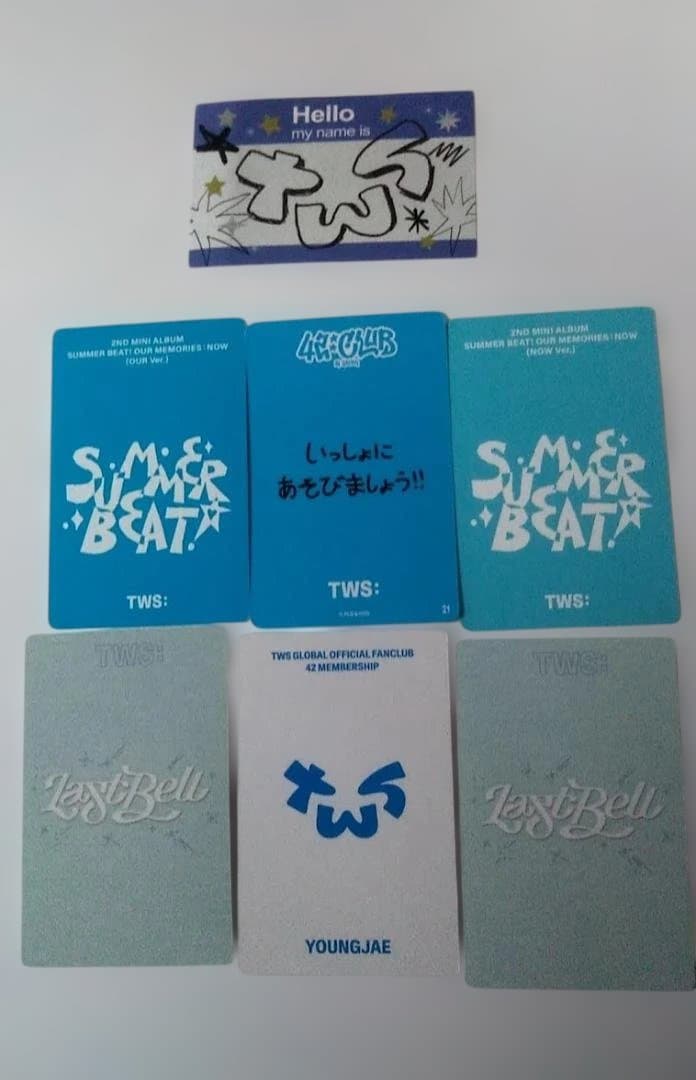 Hello
my name is
tws
2ND MINI ALBUM
SUMMER BEAT! OUR MEMORIES : NOW
(OUR Ver.)
SUMMER
BEAT!
TWS:
42:CLUB
いっしょに
あそびましょう!!
TWS:
21
2ND MINI ALBUM
SUMMER BEAT! OUR MEMORIES : NOW
(NOW Ver.)
SUMMER
BEAT!
TWS:
TWS:
Last Bell
TWS GLOBAL OFFICIAL FANCLUB
42 MEMBERSHIP
tws
YOUNGJAE
TWS:
Last Bell